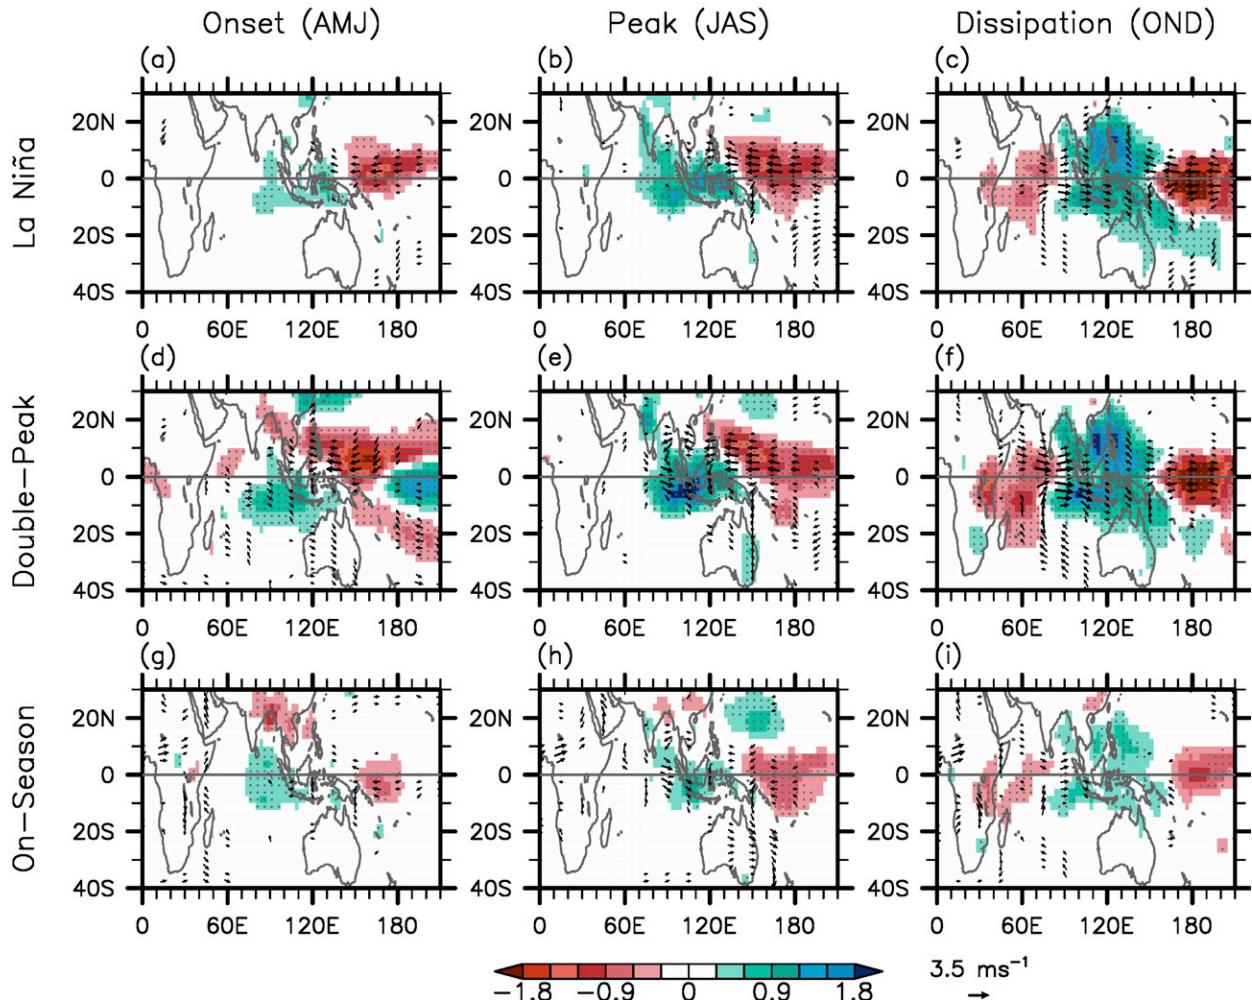 Onset (AMJ) Peak (JAS) Dissipation (OND)
(a) (b) (c)
La Niña
20N 20N 20N
0 0 0
20S 20S 20S
40S 40S 40S
0 60E 120E 180 0 60E 120E 180 0 60E 120E 180
(d) (e) (f)
Double-Peak
20N 20N 20N
0 0 0
20S 20S 20S
40S 40S 40S
0 60E 120E 180 0 60E 120E 180 0 60E 120E 180
(g) (h) (i)
On-Season
20N 20N 20N
0 0 0
20S 20S 20S
40S 40S 40S
0 60E 120E 180 0 60E 120E 180 0 60E 120E 180
3.5 ms⁻¹
-1.8 -0.9 0 0.9 1.8